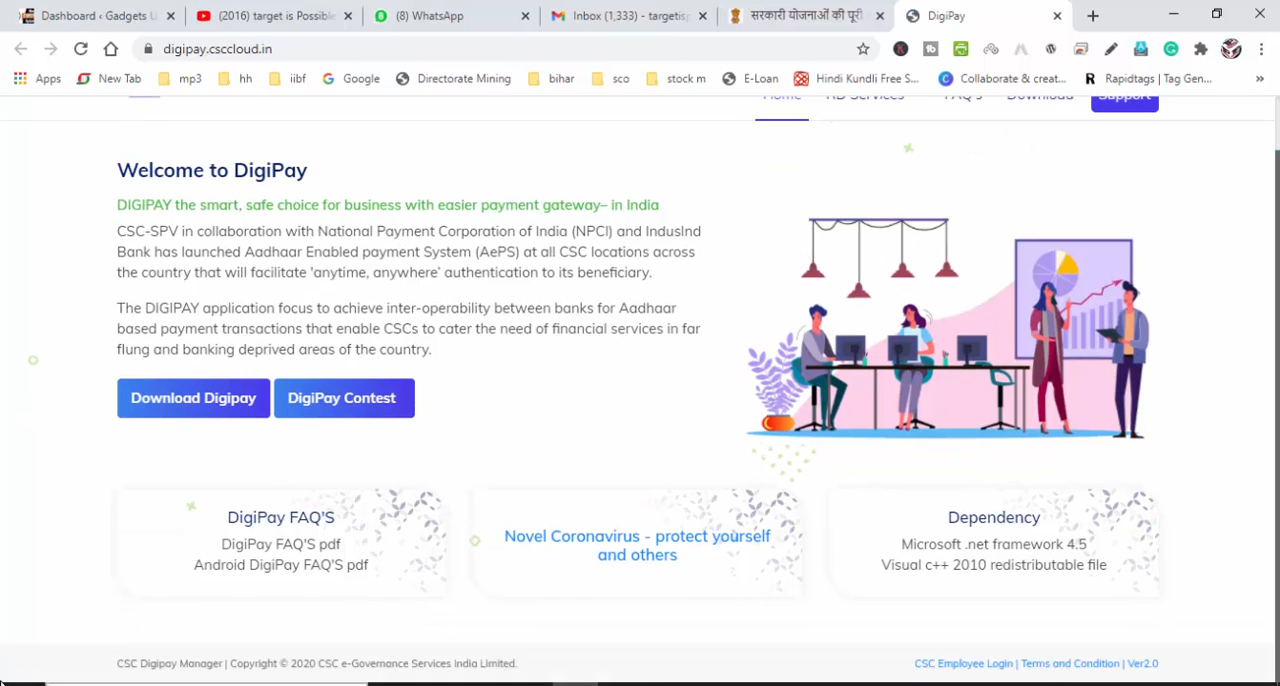 Dashboard ‹ Gadgets U
(2016) target is Possible
(8) WhatsApp
Inbox (1,333) - targetisp
सरकारी योजनाओं की पूरी
DigiPay
digipay.csccloud.in
Apps
New Tab
mp3
hh
iibf
Google
Directorate Mining
bihar
sco
stock m
E-Loan
Hindi Kundli Free S...
Collaborate & creat...
Rapidtags | Tag Gen...
»
Home
RD Services
FAQ's
Download
Support
Welcome to DigiPay
DIGIPAY the smart, safe choice for business with easier payment gateway– in India
CSC-SPV in collaboration with National Payment Corporation of India (NPCI) and IndusInd
Bank has launched Aadhaar Enabled payment System (AePS) at all CSC locations across
the country that will facilitate 'anytime, anywhere' authentication to its beneficiary.
The DIGIPAY application focus to achieve inter-operability between banks for Aadhaar
based payment transactions that enable CSCs to cater the need of financial services in far
flung and banking deprived areas of the country.
Download Digipay
DigiPay Contest
DigiPay FAQ'S
DigiPay FAQ'S pdf
Android DigiPay FAQ'S pdf
Novel Coronavirus - protect yourself
and others
Dependency
Microsoft .net framework 4.5
Visual c++ 2010 redistributable file
CSC Digipay Manager | Copyright © 2020 CSC e-Governance Services India Limited.
CSC Employee Login | Terms and Condition | Ver2.0